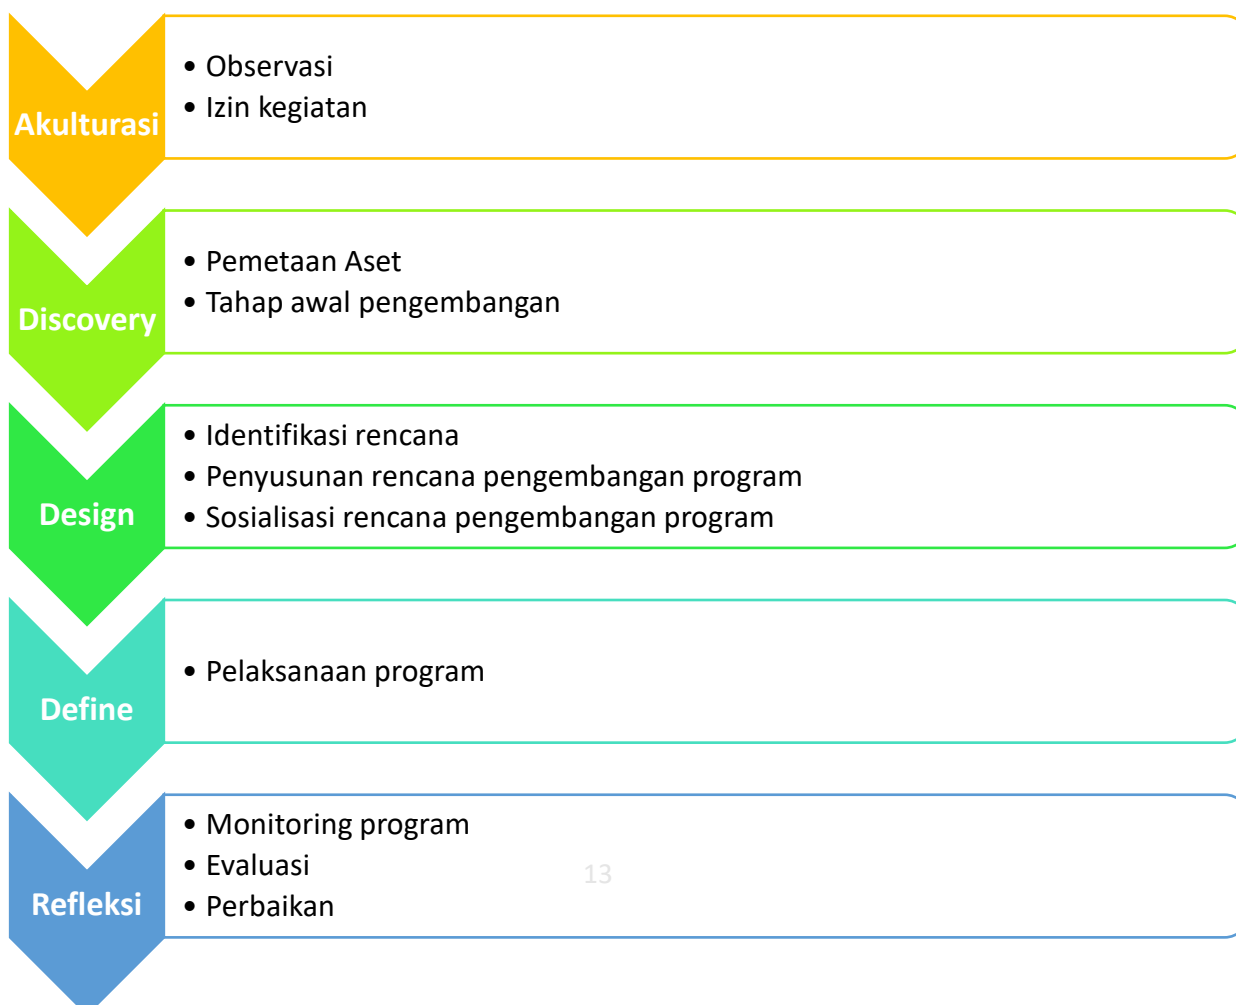 Akulturasi
• Observasi
• Izin kegiatan
Discovery
• Pemetaan Aset
• Tahap awal pengembangan
Design
• Identifikasi rencana
• Penyusunan rencana pengembangan program
• Sosialisasi rencana pengembangan program
Define
• Pelaksanaan program
Refleksi
• Monitoring program
• Evaluasi
• Perbaikan
13